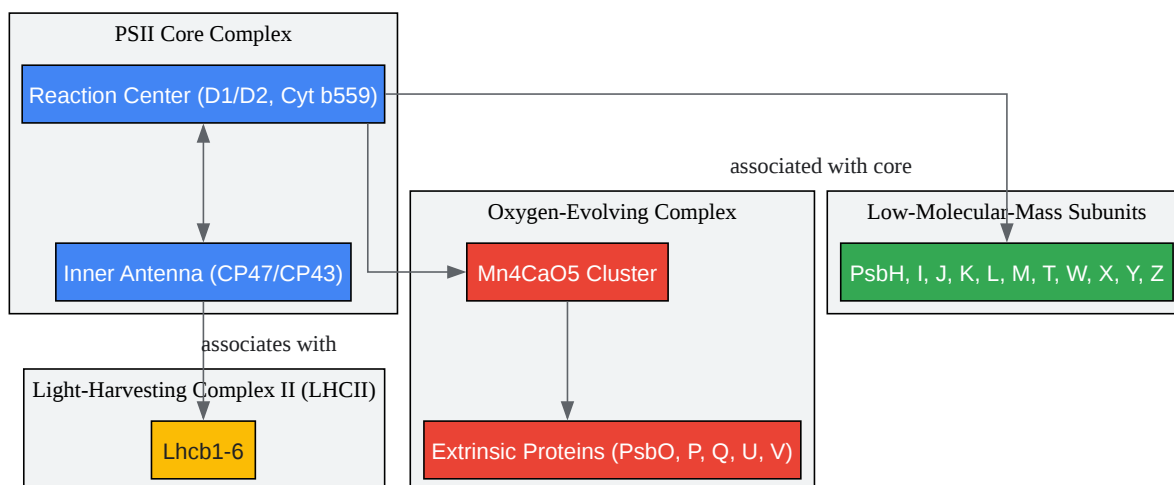 PSII Core Complex
Reaction Center (D1/D2, Cyt b559)
associated with core
Oxygen-Evolving Complex
Low-Molecular-Mass Subunits
Inner Antenna (CP47/CP43)
Mn4CaO5 Cluster
PsbH, I, J, K, L, M, T, W, X, Y, Z
associates with
Light-Harvesting Complex II (LHCII)
Lhcb1-6
Extrinsic Proteins (PsbO, P, Q, U, V)